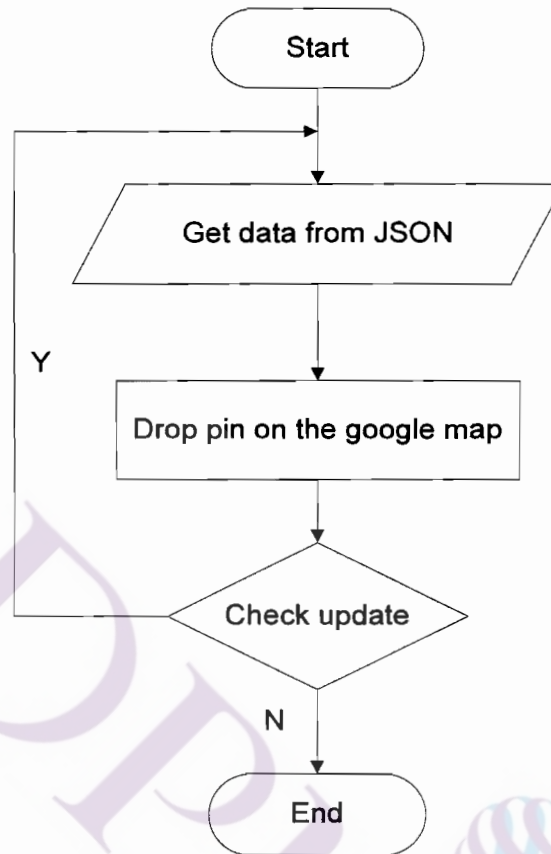 Start
Get data from JSON
Y
Drop pin on the google map
Check update
N
End